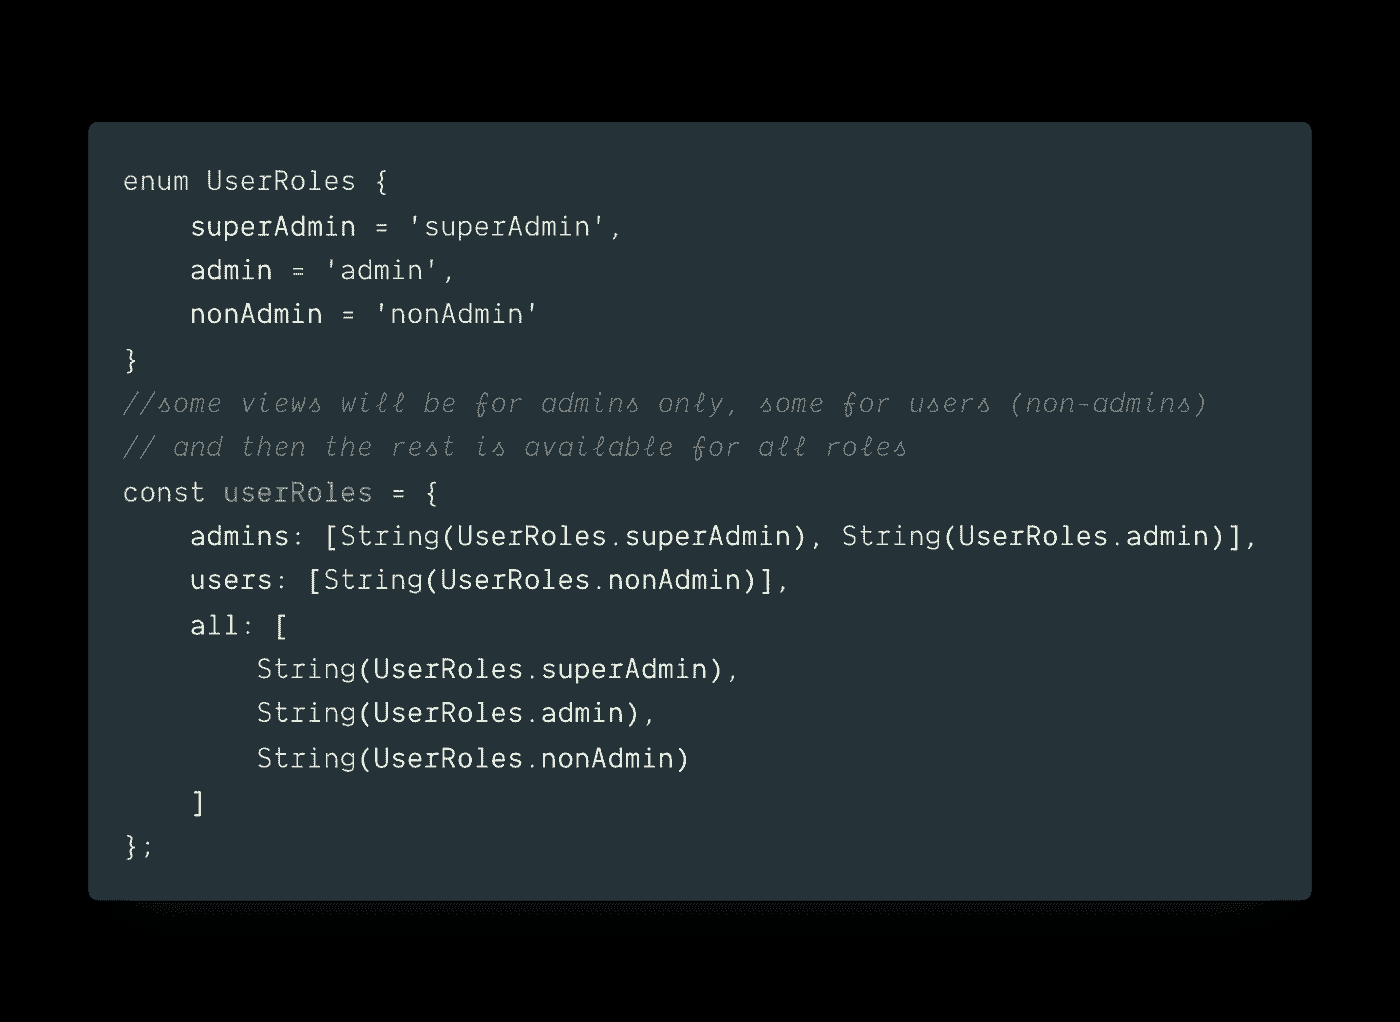 enum UserRoles {
    superAdmin = 'superAdmin',
    admin = 'admin',
    nonAdmin = 'nonAdmin'
}
//some views will be for admins only, some for users (non-admins)
// and then the rest is available for all roles
const userRoles = {
    admins: [String(UserRoles.superAdmin), String(UserRoles.admin)],
    users: [String(UserRoles.nonAdmin)],
    all: [
        String(UserRoles.superAdmin),
        String(UserRoles.admin),
        String(UserRoles.nonAdmin)
    ]
};